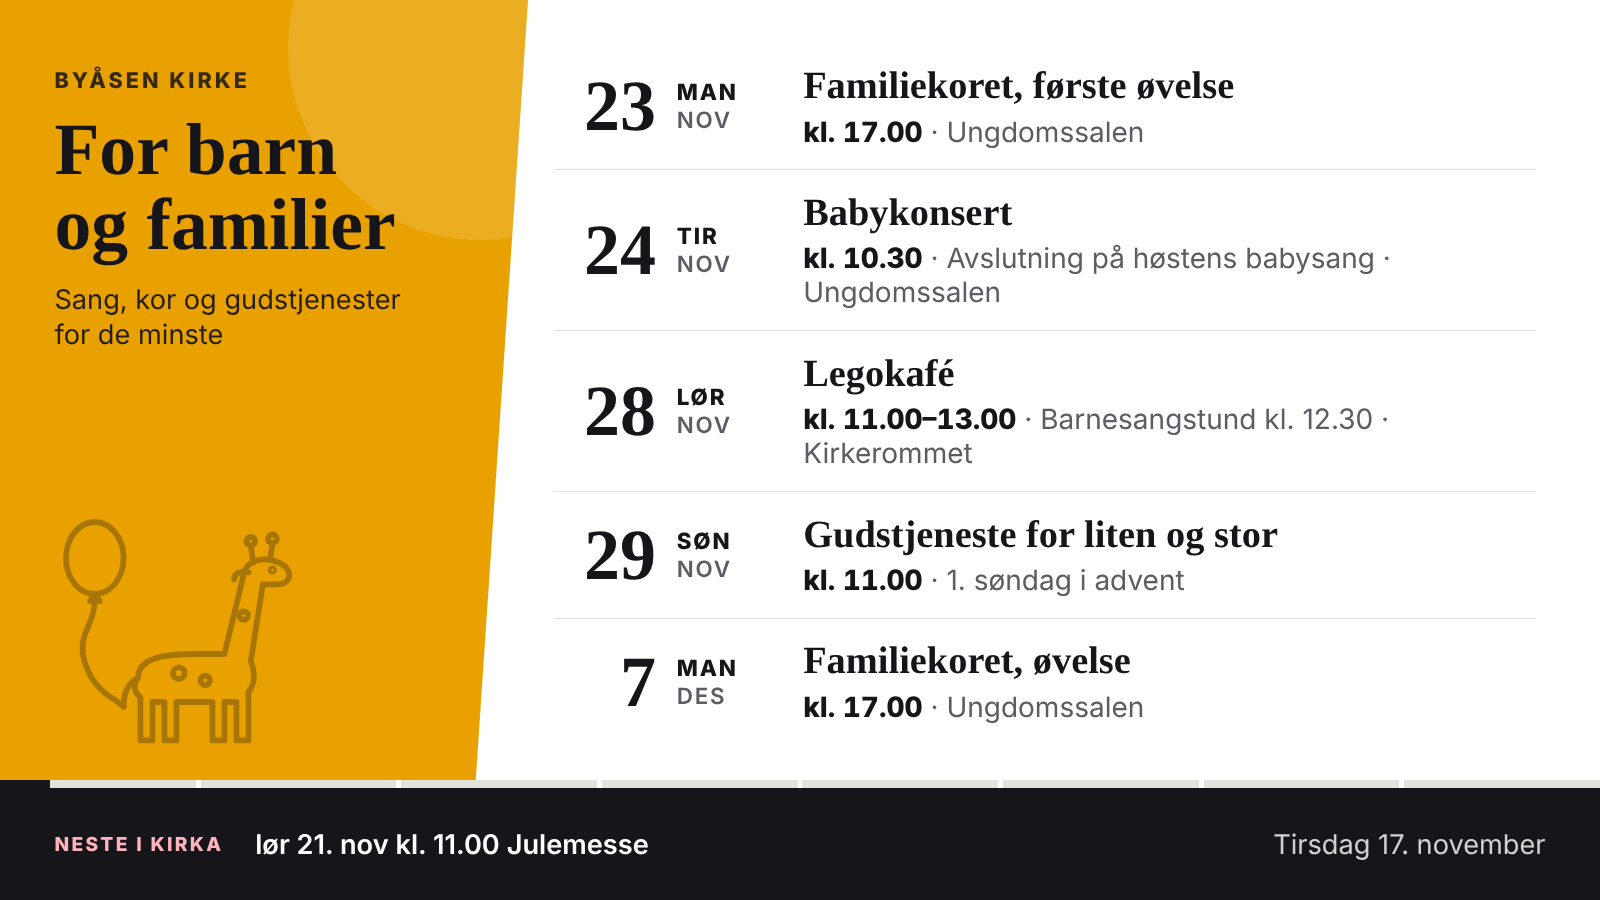 BYÅSEN KIRKE
For barn
og familier
Sang, kor og gudstjenester
for de minste
23 MAN NOV
Familiekoret, første øvelse
kl. 17.00 · Ungdomssalen
24 TIR NOV
Babykonsert
kl. 10.30 · Avslutning på høstens babysang ·
Ungdomssalen
28 LØR NOV
Legokafé
kl. 11.00–13.00 · Barnesangstund kl. 12.30 ·
Kirkerommet
29 SØN NOV
Gudstjeneste for liten og stor
kl. 11.00 · 1. søndag i advent
7 MAN DES
Familiekoret, øvelse
kl. 17.00 · Ungdomssalen
NESTE I KIRKA lør 21. nov kl. 11.00 Julemesse
Tirsdag 17. november